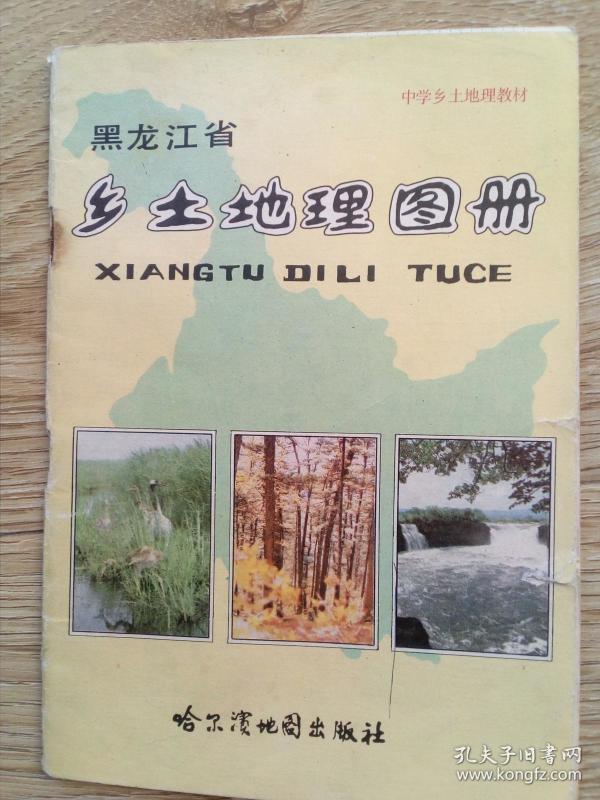 中学乡土地理教材
黑龙江省
乡土地理图册
XIANGTU DILI TUCE
哈尔滨地图出版社
孔夫子旧书网
www.kongfz.com